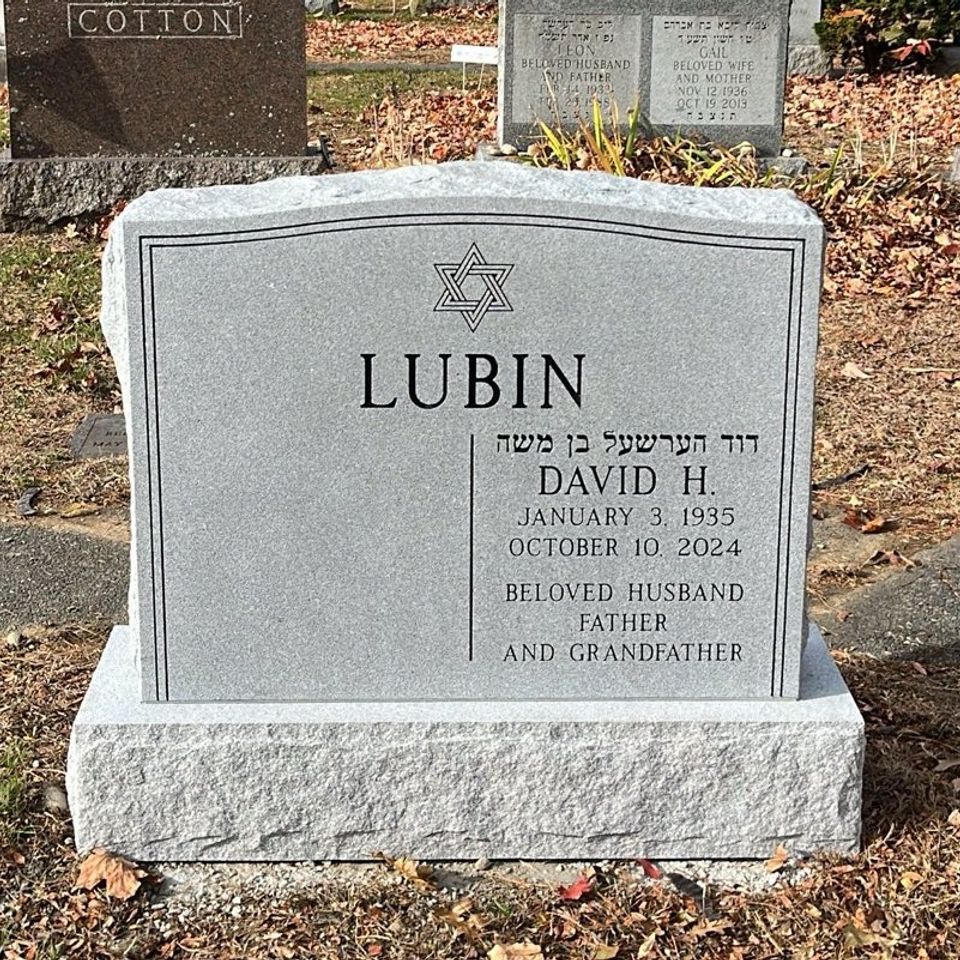 COTTON
LEON
BELOVED HUSBAND
AND FATHER
GAIL
BELOVED WIFE
AND MOTHER
NOV 12 1936
OCT 19 2013
ת נ צ ב ה
LUBIN
דוד הערשעל בן משה
DAVID H.
JANUARY 3, 1935
OCTOBER 10, 2024
BELOVED HUSBAND
FATHER
AND GRANDFATHER